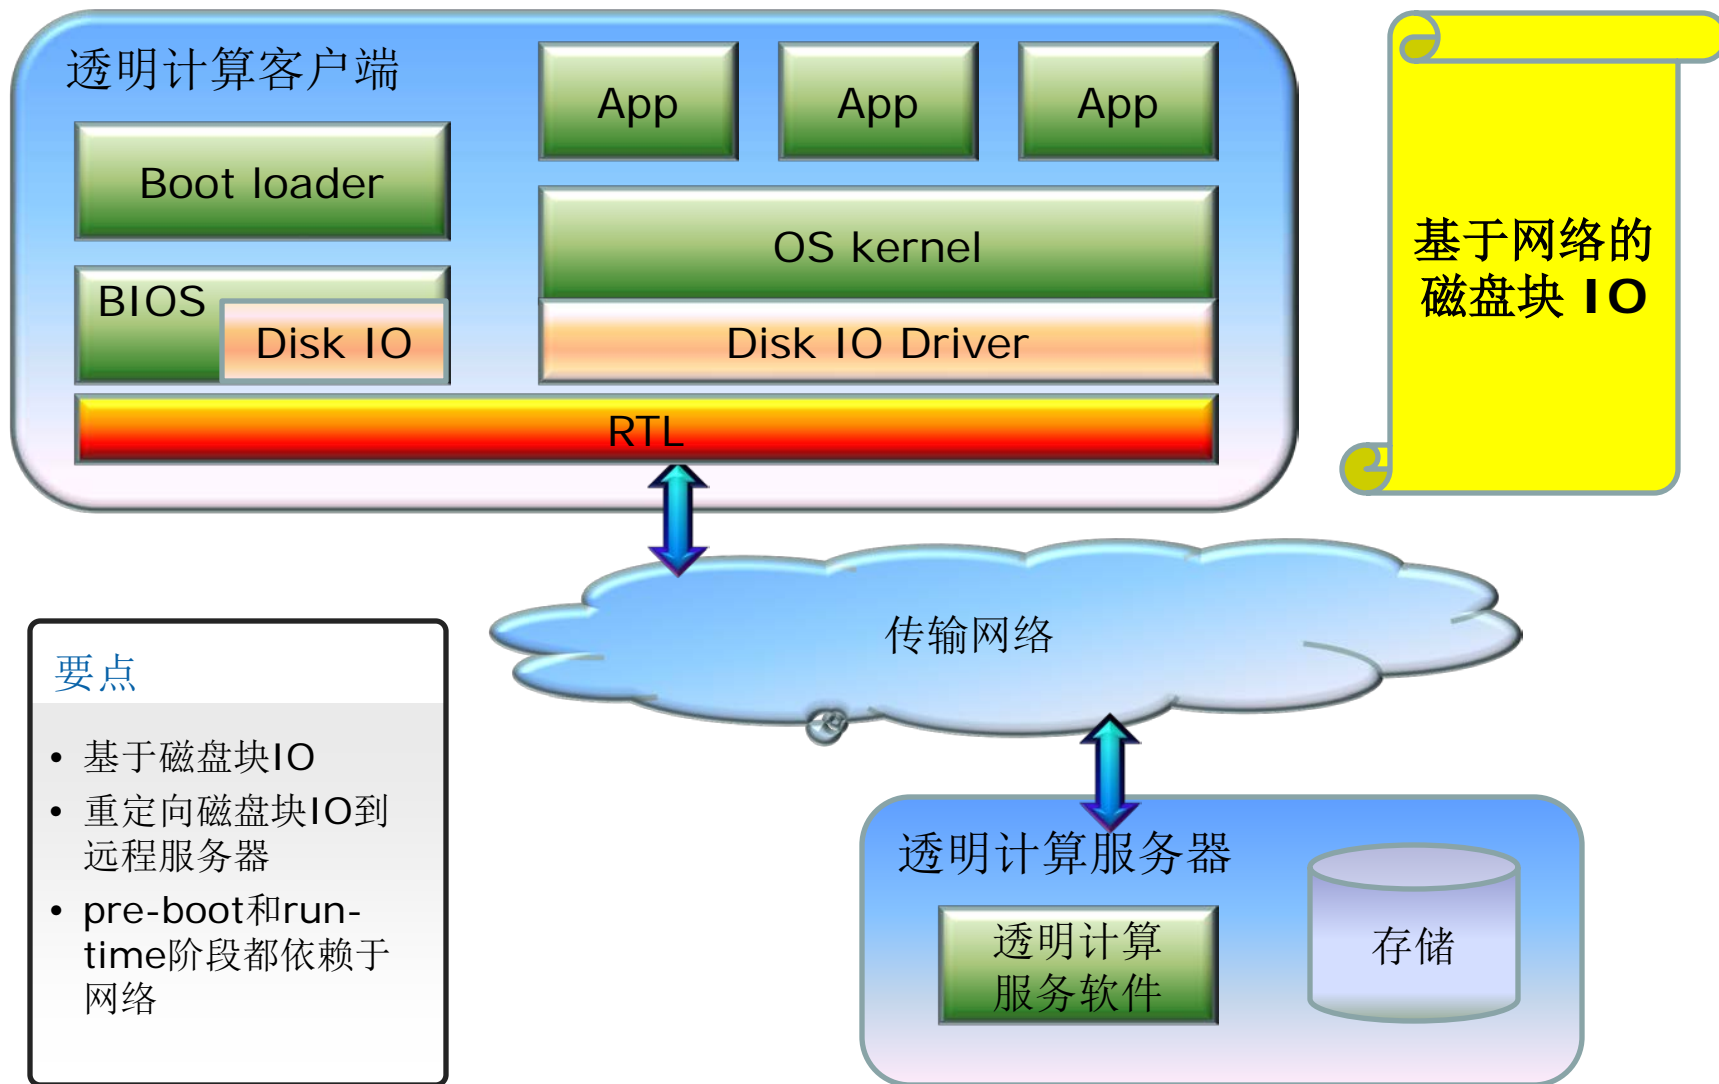 透明计算客户端
App
App
App
Boot loader
OS kernel
BIOS
Disk IO
Disk IO Driver
RTL
基于网络的
磁盘块 IO
传输网络
要点
• 基于磁盘块IO
• 重定向磁盘块IO到
远程服务器
• pre-boot和run-
time阶段都依赖于
网络
透明计算服务器
透明计算
服务软件
存储